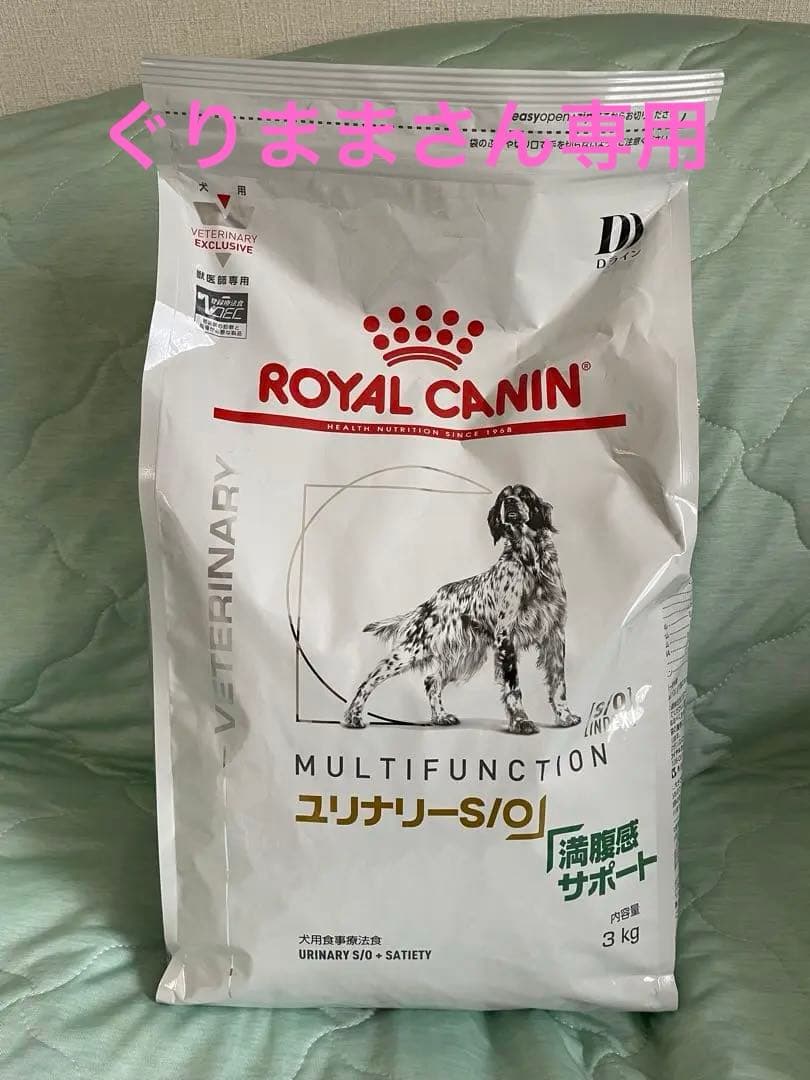 ぐりままさん専用
easyopen
犬用
VETERINARY
EXCLUSIVE
獣医師専用
Dライン
ROYAL CANIN®
HEALTH NUTRITION SINCE 1968
VETERINARY
S/O
MULTIFUNCTION
ユリナリーS/O
満腹感
サポート
内容量
3 kg
犬用食事療法食
URINARY S/O + SATIETY